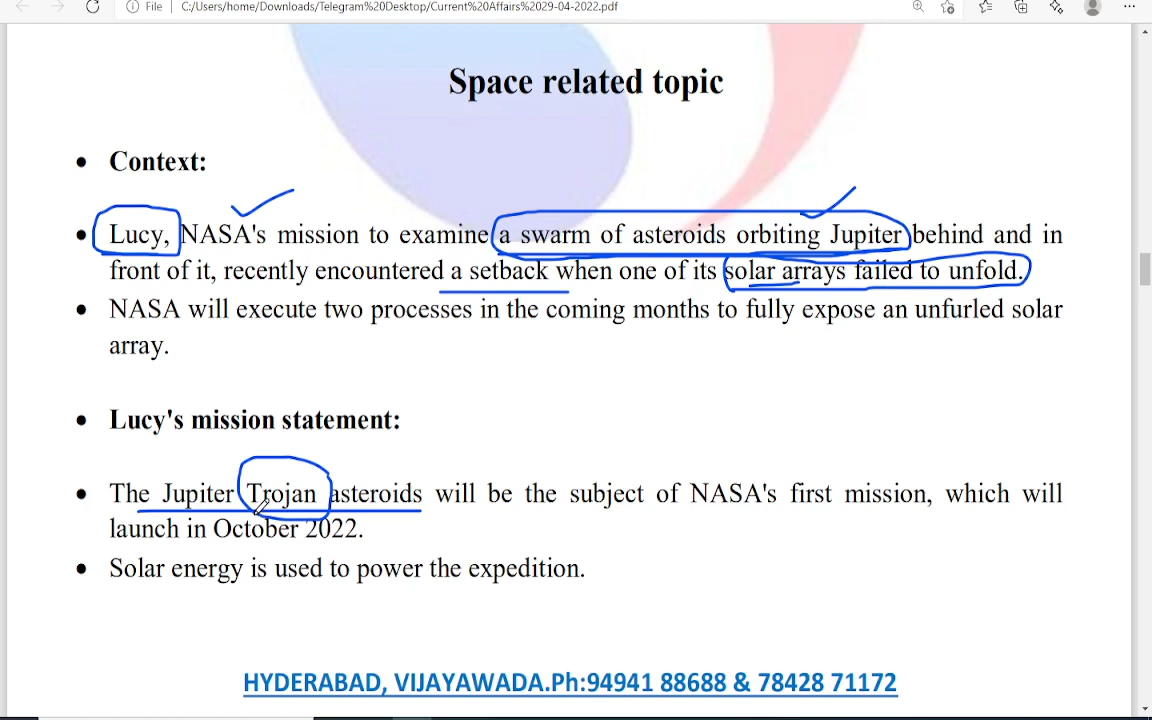 File | C:/Users/home/Downloads/Telegram%20Desktop/Current%20Affairs%2029-04-2022.pdf
Space related topic
• Context:
• Lucy, NASA's mission to examine a swarm of asteroids orbiting Jupiter behind and in
front of it, recently encountered a setback when one of its solar arrays failed to unfold.
• NASA will execute two processes in the coming months to fully expose an unfurled solar
array.
• Lucy's mission statement:
• The Jupiter Trojan asteroids will be the subject of NASA's first mission, which will
launch in October 2022.
• Solar energy is used to power the expedition.
HYDERABAD, VIJAYAWADA.Ph:94941 88688 & 78428 71172